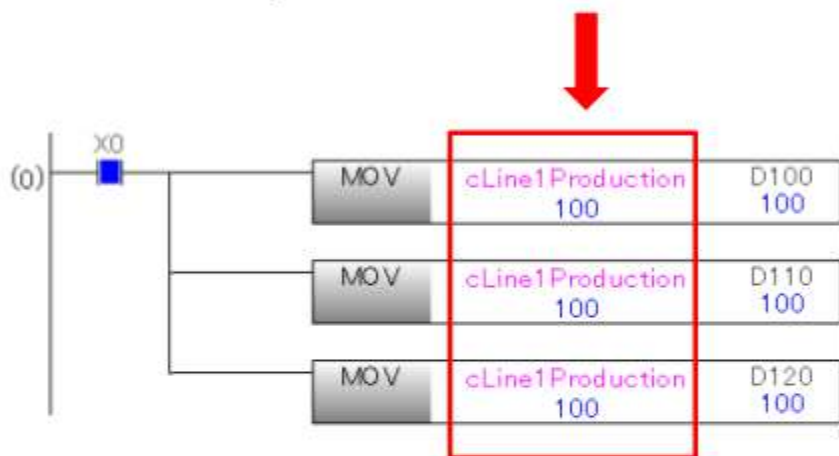 X0
(0)
MOV cLine1Production D100
100 100
MOV cLine1Production D110
100 100
MOV cLine1Production D120
100 100